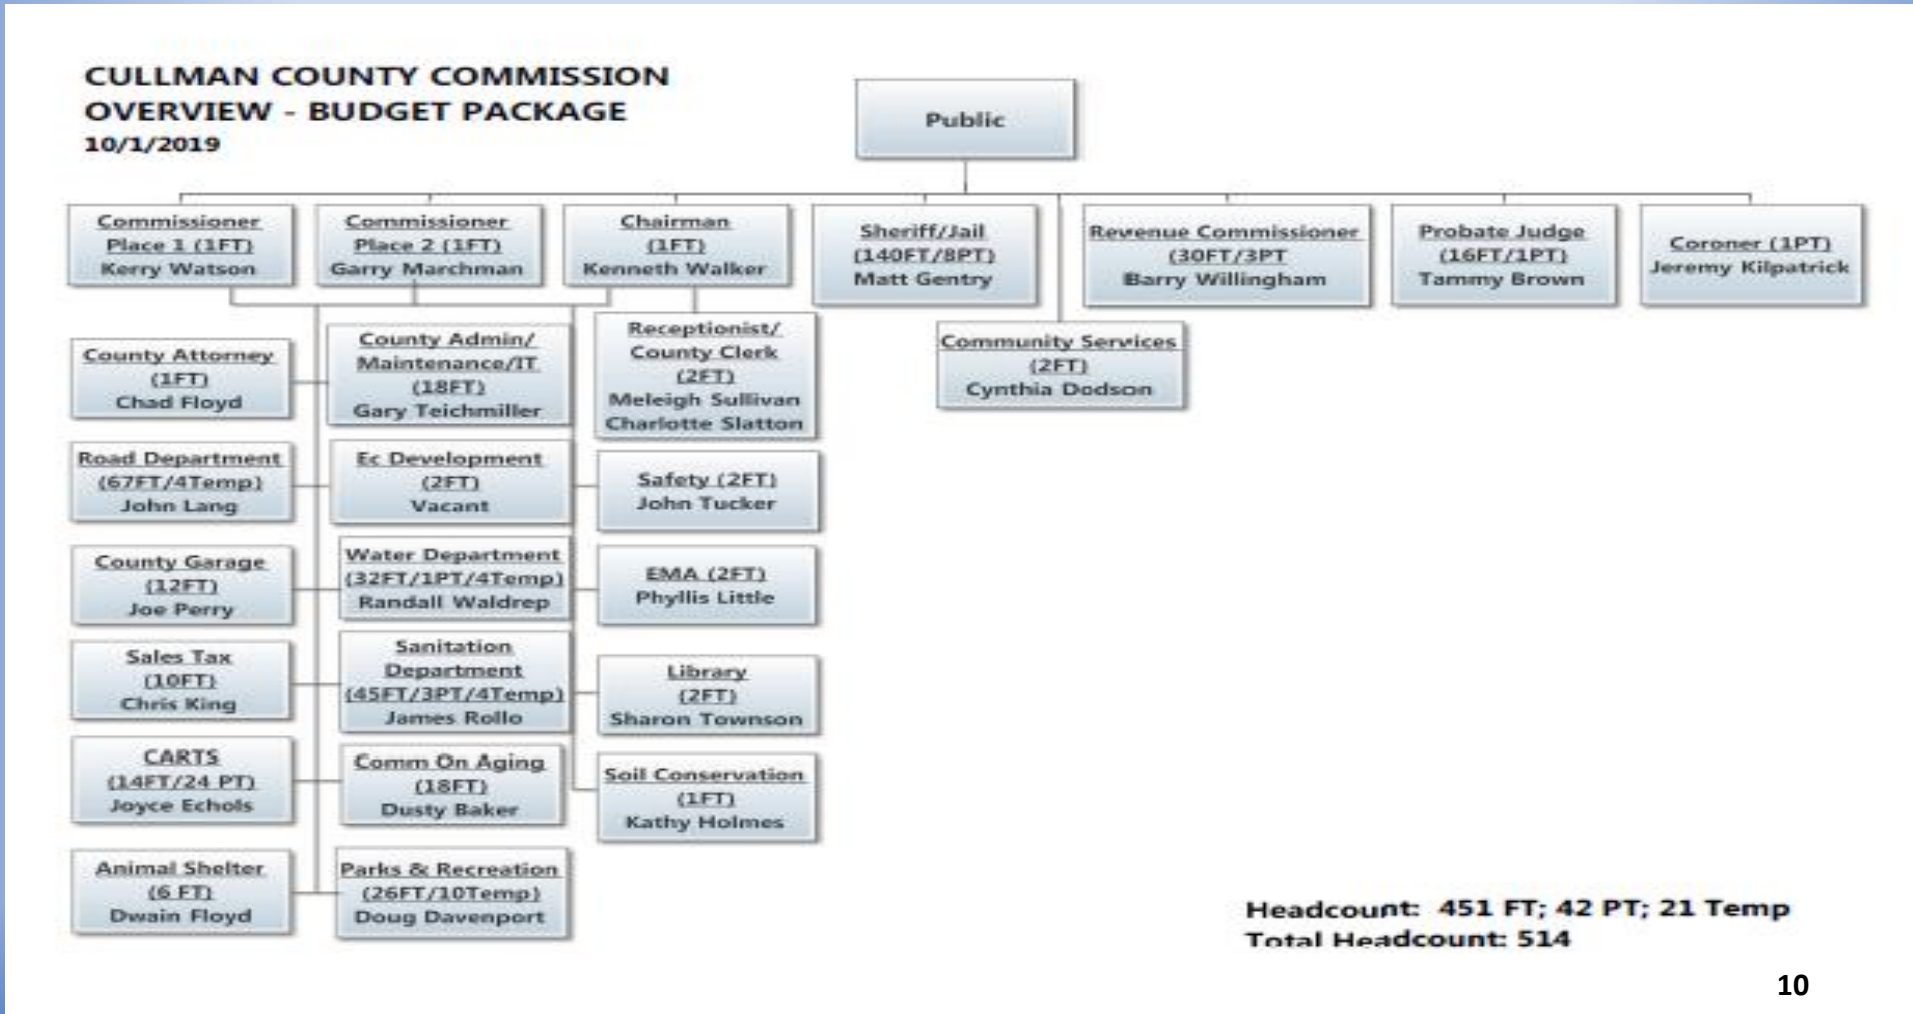 CULLMAN COUNTY COMMISSION
OVERVIEW - BUDGET PACKAGE
10/1/2019
Public
Commissioner
Place 1 (1FT)
Kerry Watson
Commissioner
Place 2 (1FT)
Garry Marchman
Chairman
(1FT)
Kenneth Walker
Sheriff/Jail
(140FT/8PT)
Matt Gentry
Revenue Commissioner
(30FT/3PT
Barry Willingham
Probate Judge
(16FT/1PT)
Tammy Brown
Coroner (1PT)
Jeremy Kilpatrick
County Attorney
(1FT)
Chad Floyd
County Admin/
Maintenance/IT
(18FT)
Gary Teichmiller
Receptionist/
County Clerk
(2FT)
Meleigh Sullivan
Charlotte Slatton
Community Services
(2FT)
Cynthia Dodson
Road Department
(67FT/4Temp)
John Lang
Ec Development
(2FT)
Vacant
Safety (2FT)
John Tucker
County Garage
(12FT)
Joe Perry
Water Department
(32FT/1PT/4Temp)
Randall Waldrep
EMA (2FT)
Phyllis Little
Sales Tax
(10FT)
Chris King
Sanitation
Department
(45FT/3PT/4Temp)
James Rollo
Library
(2FT)
Sharon Townson
CARTS
(14FT/24 PT)
Joyce Echols
Comm On Aging
(18FT)
Dusty Baker
Soil Conservation
(1FT)
Kathy Holmes
Animal Shelter
(6 FT)
Dwain Floyd
Parks & Recreation
(26FT/10Temp)
Doug Davenport
Headcount: 451 FT; 42 PT; 21 Temp
Total Headcount: 514
10